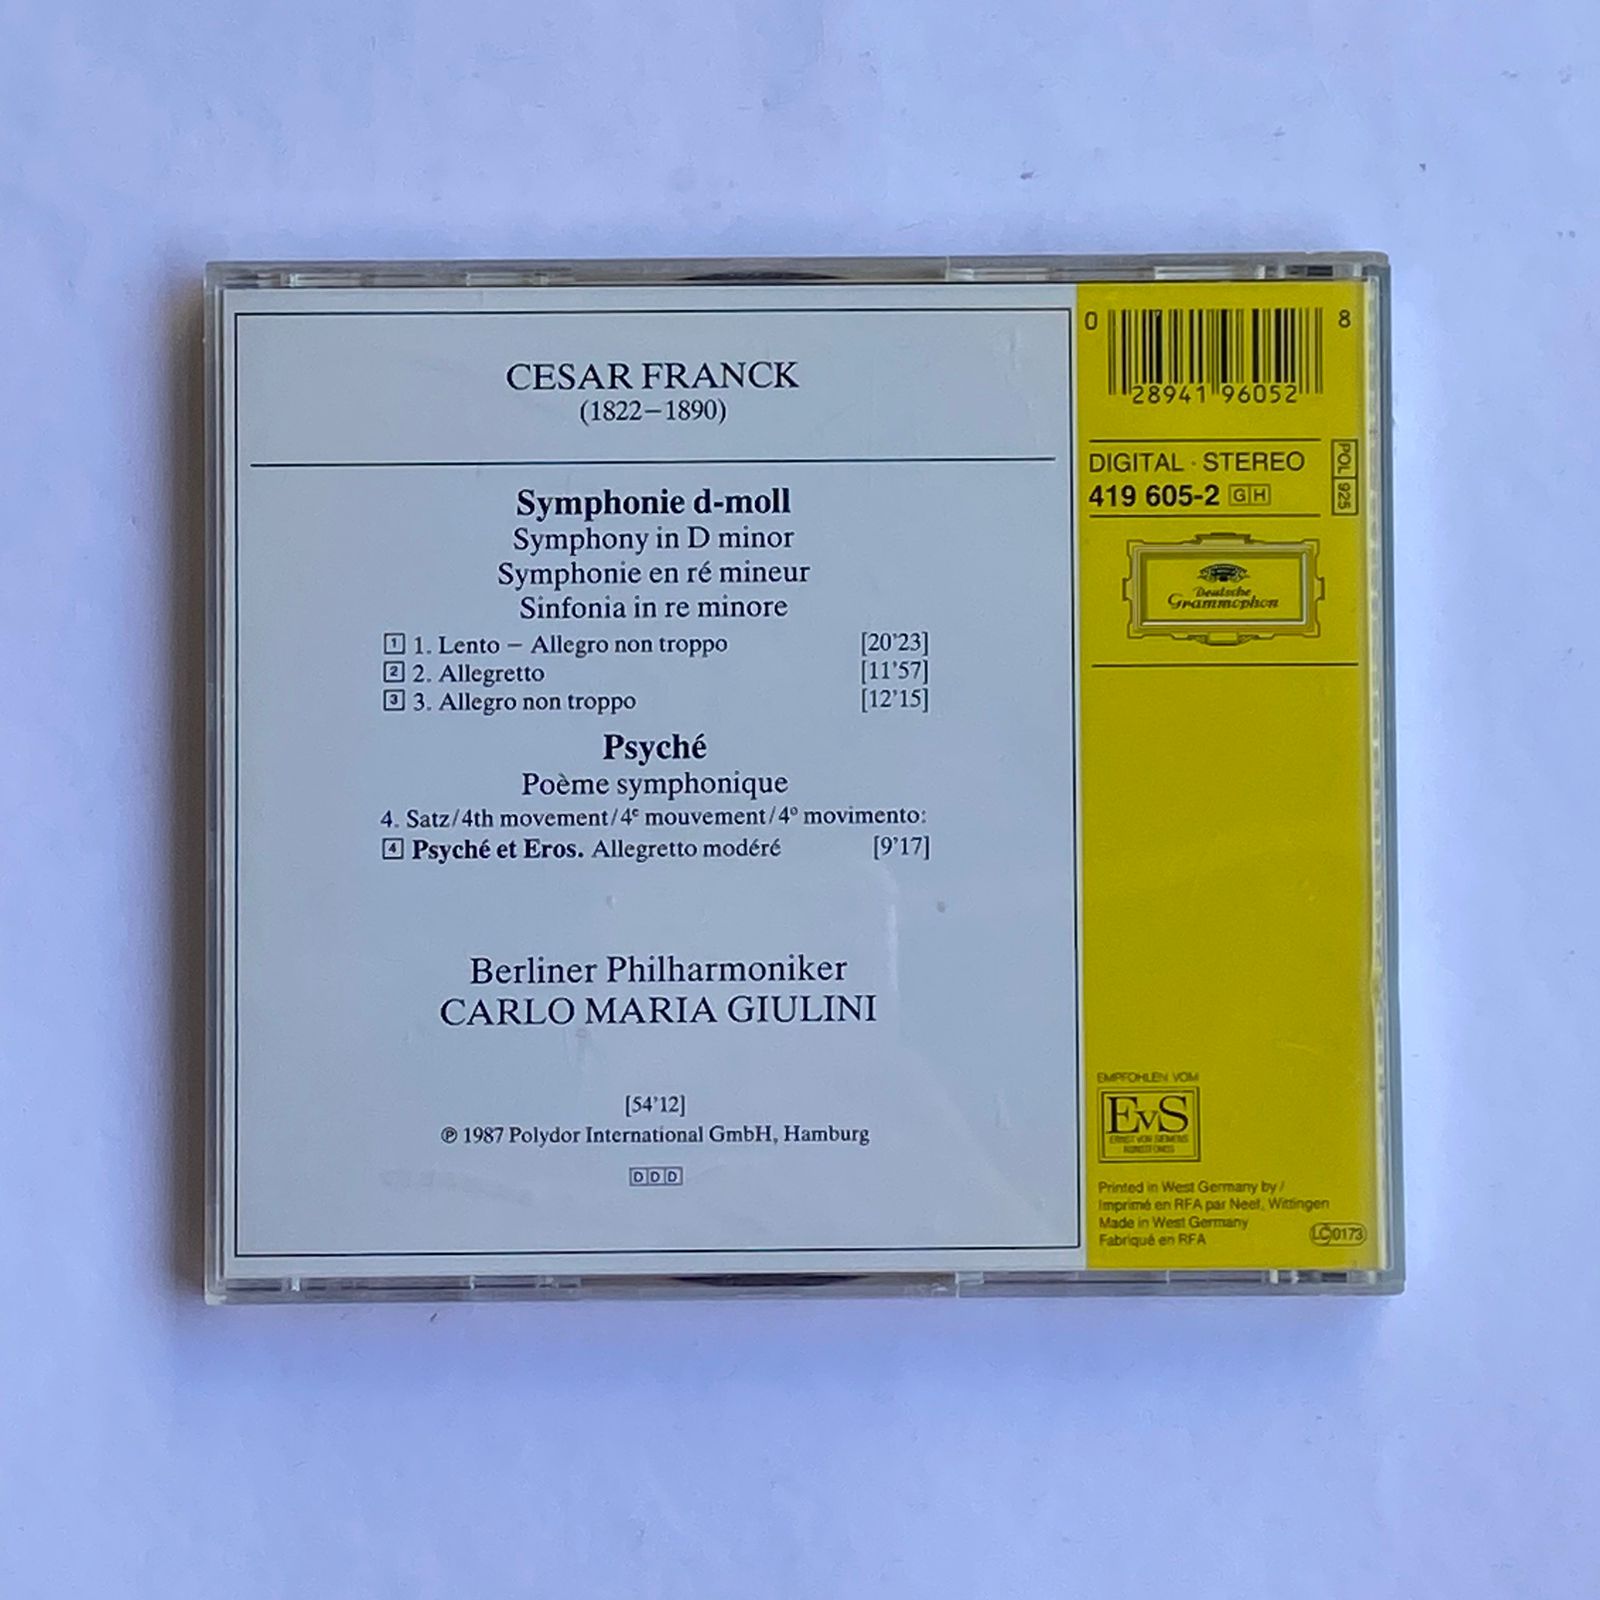 CESAR FRANCK
(1822–1890)
Symphonie d-moll
Symphony in D minor
Symphonie en ré mineur
Sinfonia in re minore
1 1. Lento – Allegro non troppo [20'23]
2 2. Allegretto [11'57]
3 3. Allegro non troppo [12'15]
Psyché
Poème symphonique
4. Satz/4th movement/4e mouvement/4o movimento:
4 Psyché et Eros. Allegretto modéré [9'17]
Berliner Philharmoniker
CARLO MARIA GIULINI
[54'12]
℗ 1987 Polydor International GmbH, Hamburg
DDD
0 28941 96052 8
DIGITAL · STEREO
419 605-2 GH
POL 925
Deutsche
Grammophon
EMPFOHLEN VOM
EvS
ERNST VON SIEMENS
KUNSTFONDS
Printed in West Germany by /
Imprimé en RFA par Neef, Wittingen
Made in West Germany
Fabriqué en RFA
LC 0173